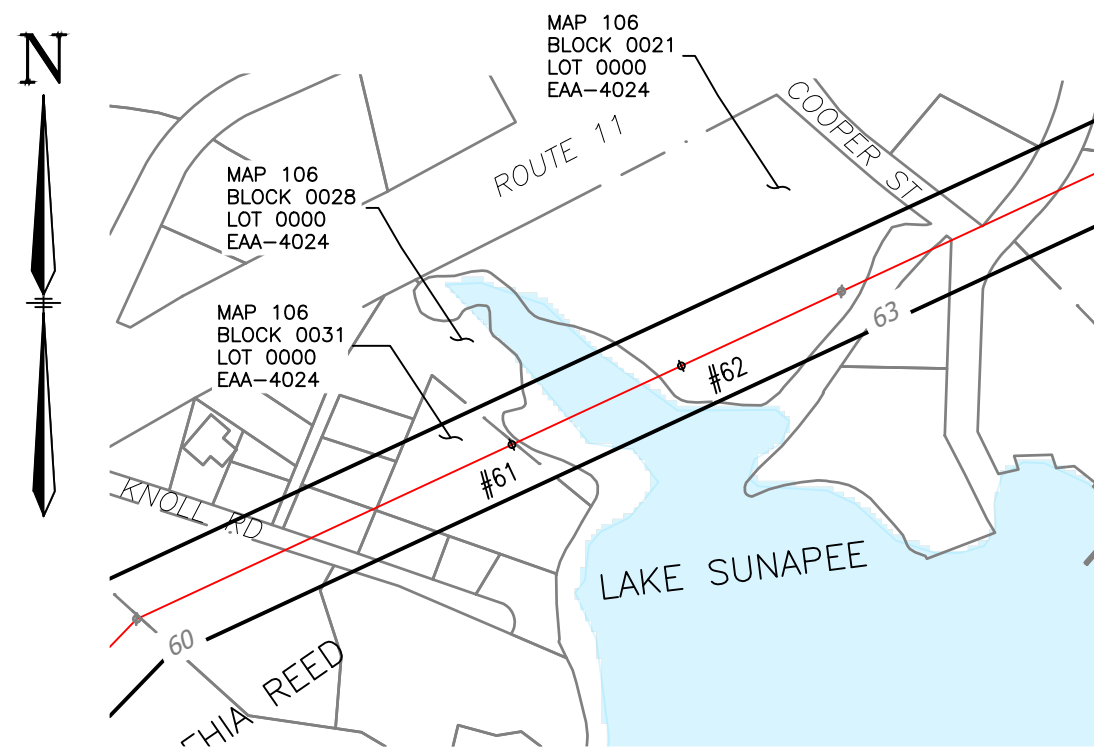 N
MAP 106
BLOCK 0021
LOT 0000
EAA-4024
COOPER ST
ROUTE 11
MAP 106
BLOCK 0028
LOT 0000
EAA-4024
MAP 106
BLOCK 0031
LOT 0000
EAA-4024
63
#62
#61
KNOLL RD
LAKE SUNAPEE
60
EHIA REED